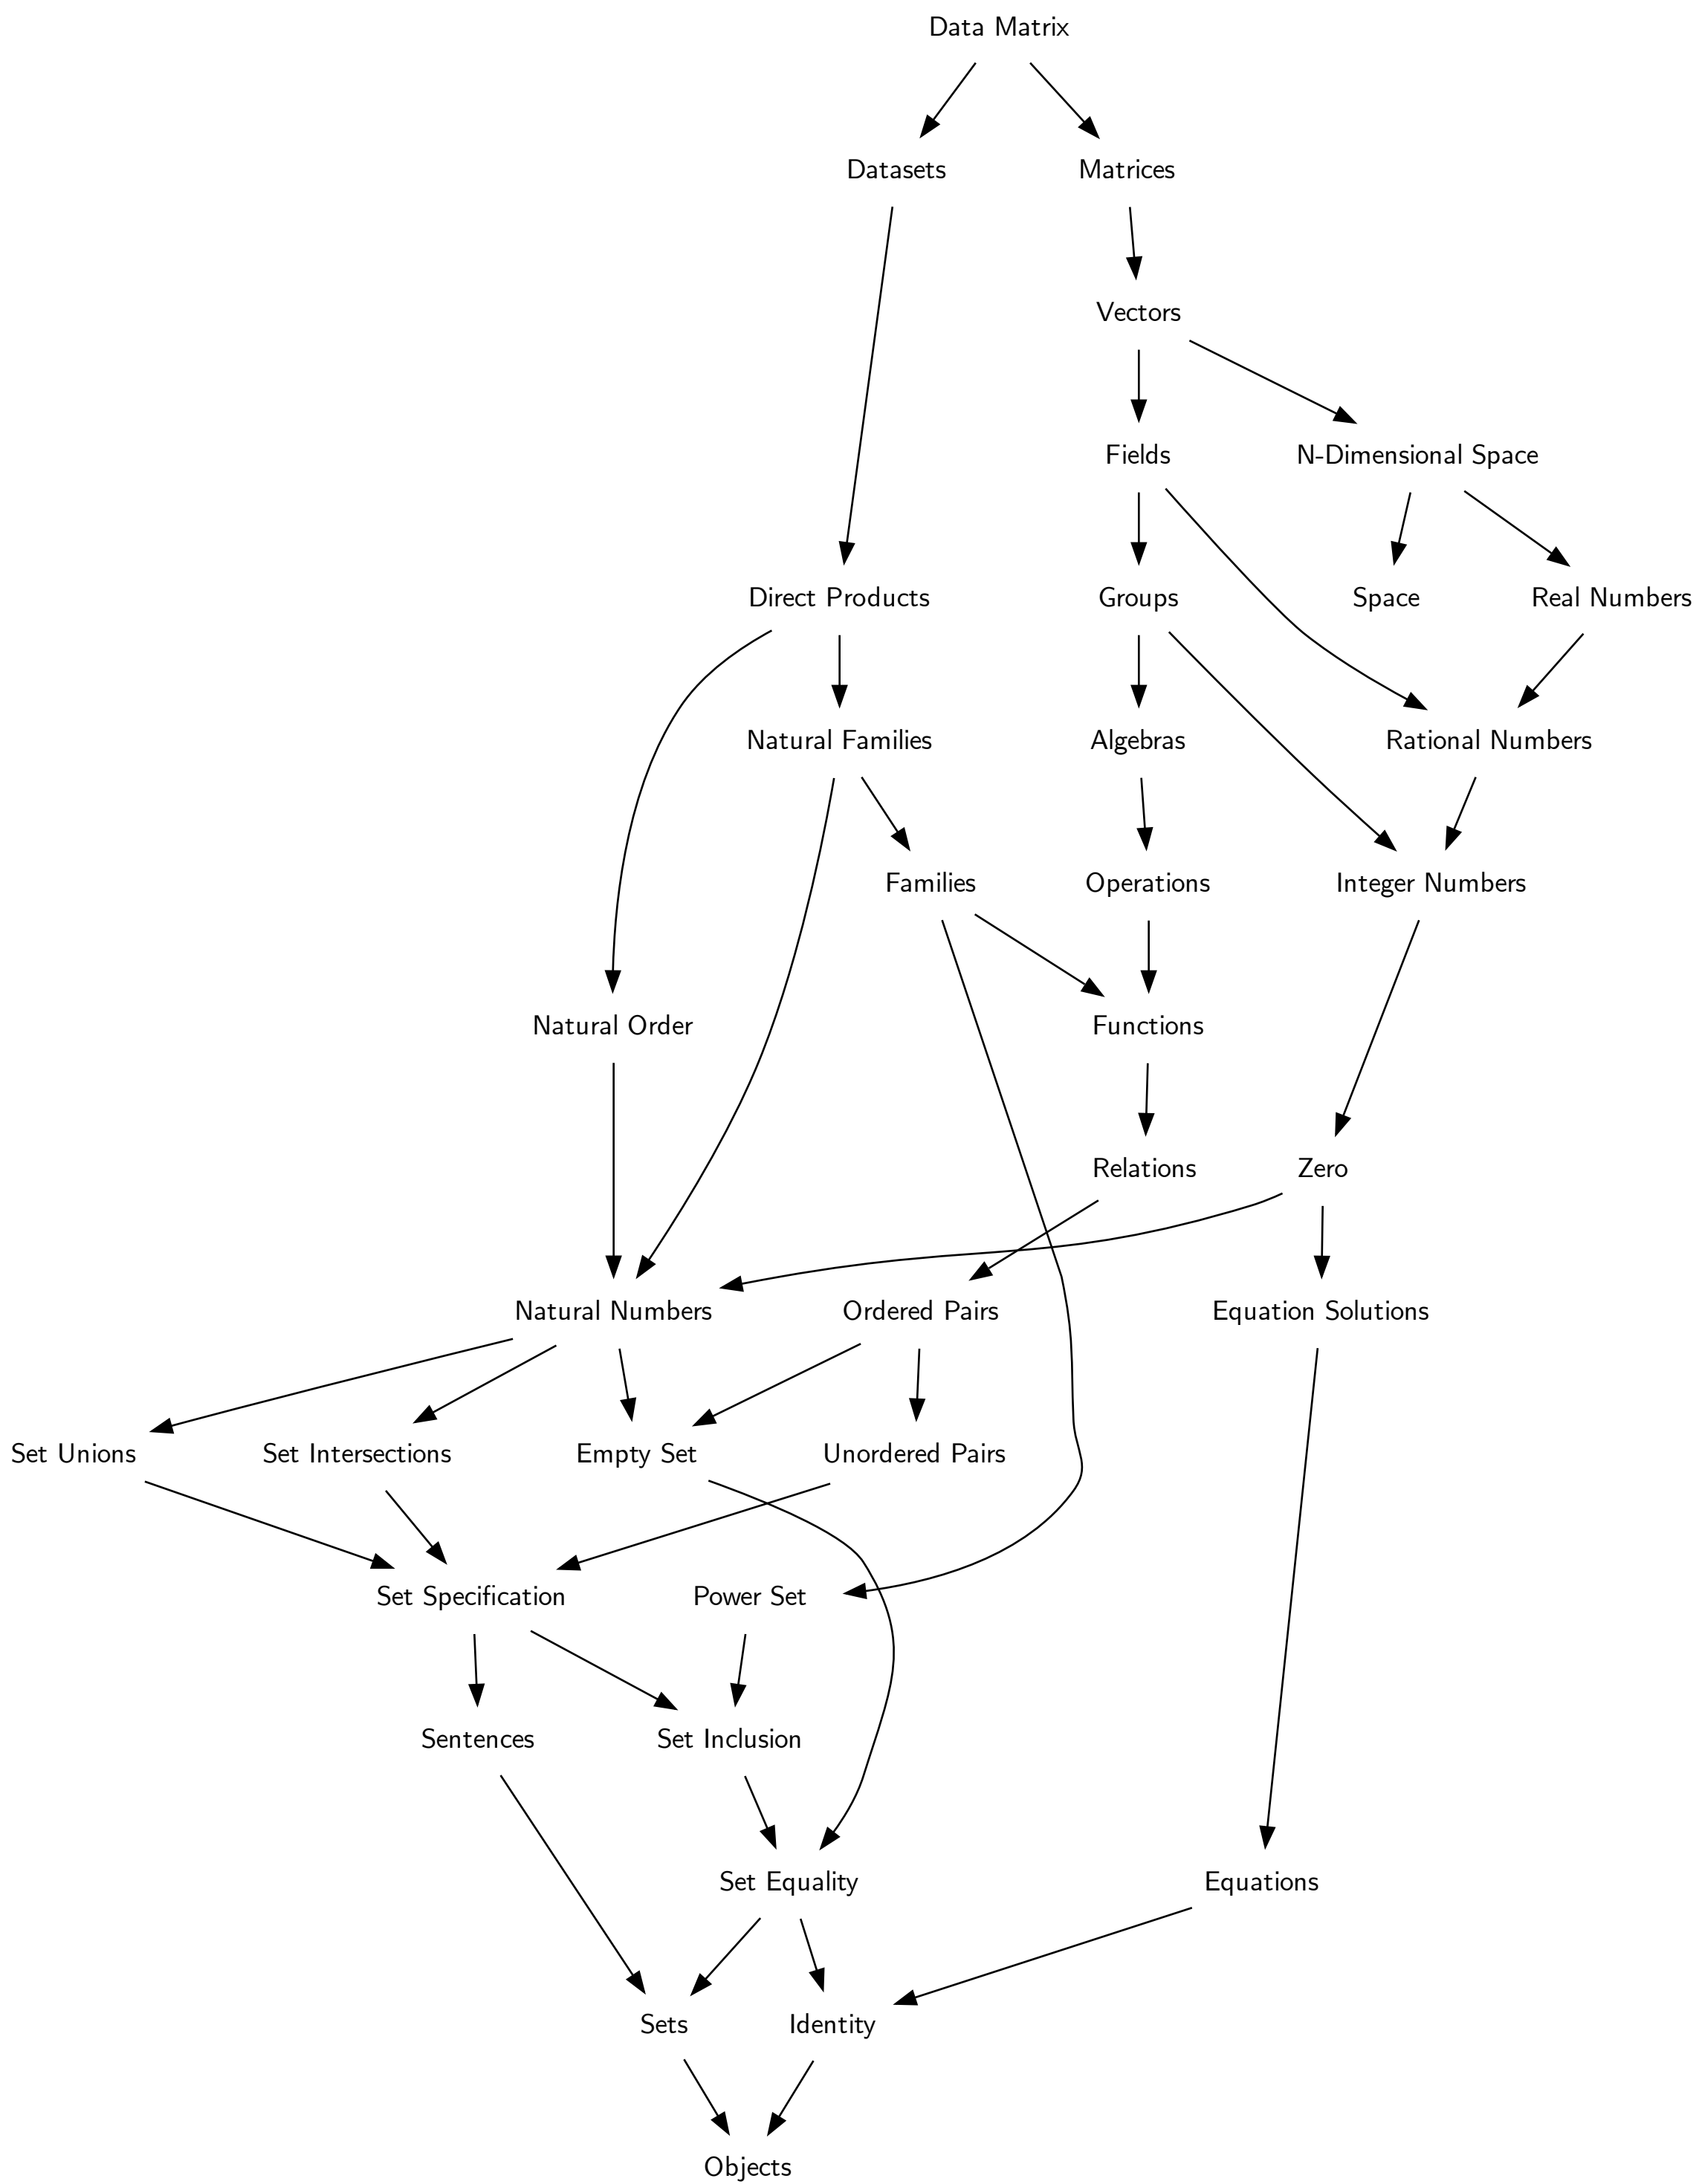 Data Matrix
Datasets
Matrices
Vectors
Fields
N-Dimensional Space
Direct Products
Groups
Space
Real Numbers
Natural Families
Algebras
Rational Numbers
Families
Operations
Integer Numbers
Natural Order
Functions
Relations
Zero
Natural Numbers
Ordered Pairs
Equation Solutions
Set Unions
Set Intersections
Empty Set
Unordered Pairs
Set Specification
Power Set
Sentences
Set Inclusion
Set Equality
Equations
Sets
Identity
Objects